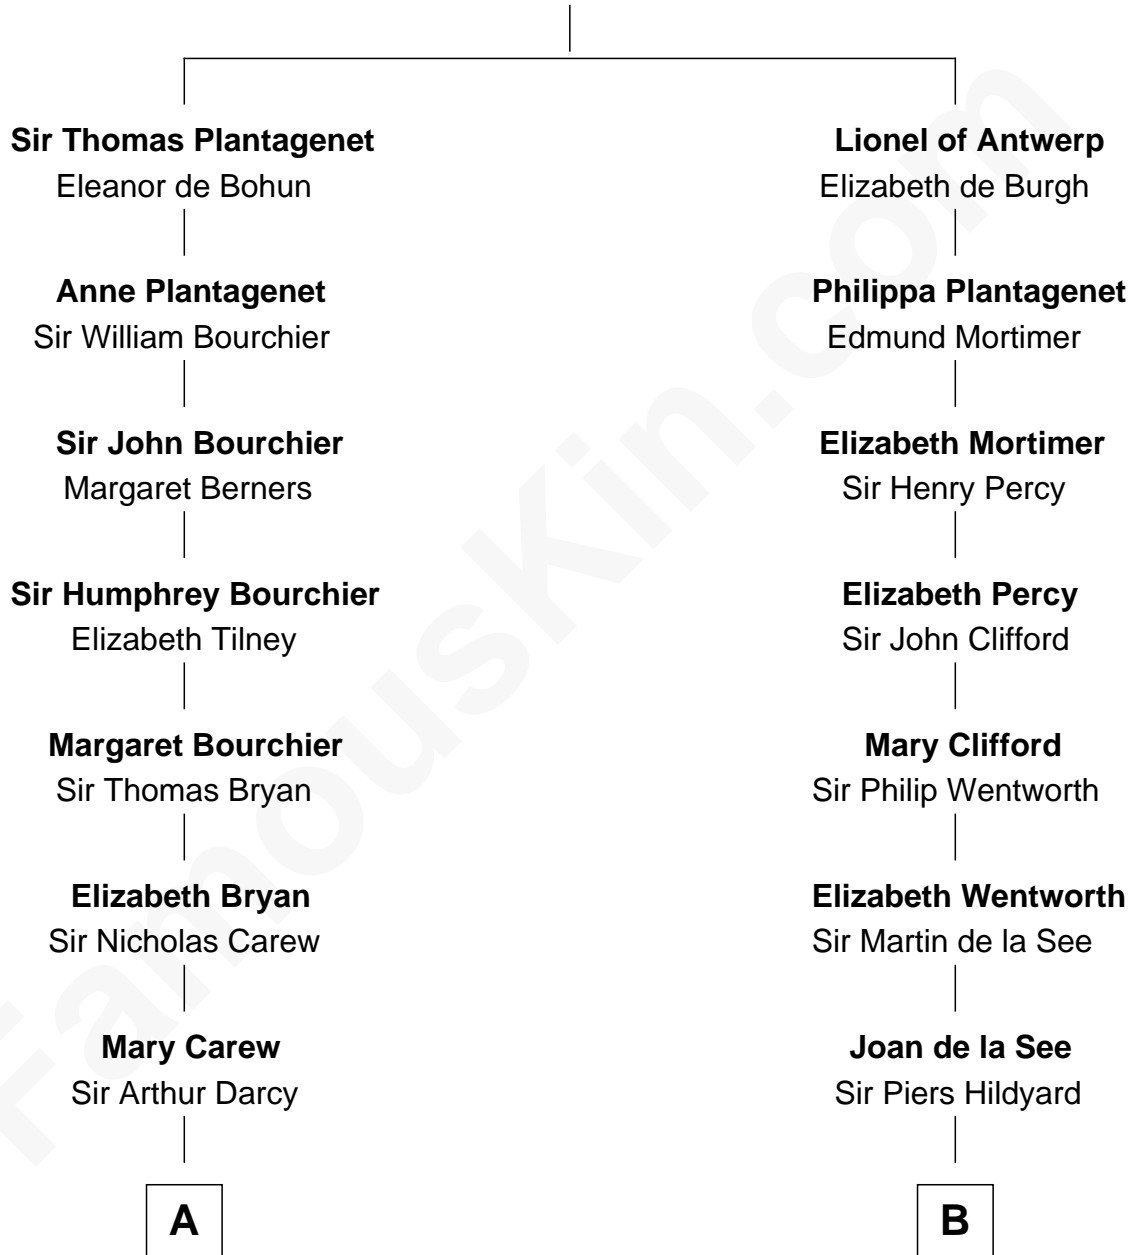 Sir Thomas Plantagenet
Eleanor de Bohun
Anne Plantagenet
Sir William Bourchier
Sir John Bourchier
Margaret Berners
Sir Humphrey Bourchier
Elizabeth Tilney
Margaret Bourchier
Sir Thomas Bryan
Elizabeth Bryan
Sir Nicholas Carew
Mary Carew
Sir Arthur Darcy
A
Lionel of Antwerp
Elizabeth de Burgh
Philippa Plantagenet
Edmund Mortimer
Elizabeth Mortimer
Sir Henry Percy
Elizabeth Percy
Sir John Clifford
Mary Clifford
Sir Philip Wentworth
Elizabeth Wentworth
Sir Martin de la See
Joan de la See
Sir Piers Hildyard
B
FamousKin.com